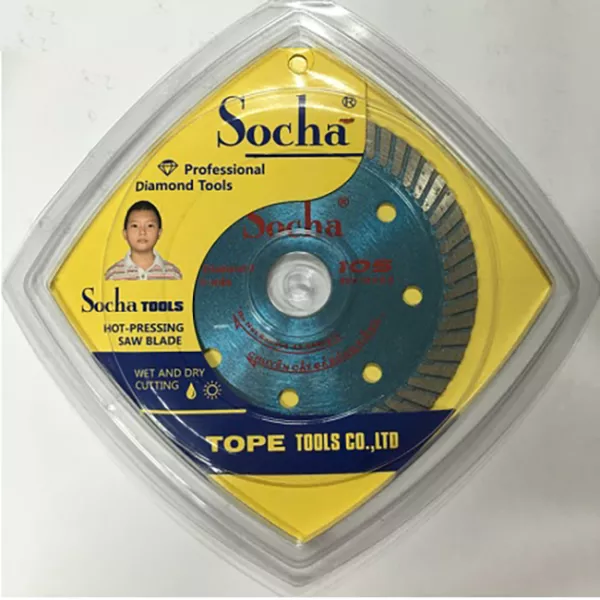 Socha®
Professional
Diamond Tools
Socha®
105
Socha TOOLS
HOT-PRESSING
SAW BLADE
WET AND DRY
CUTTING
TOPE TOOLS CO.,LTD